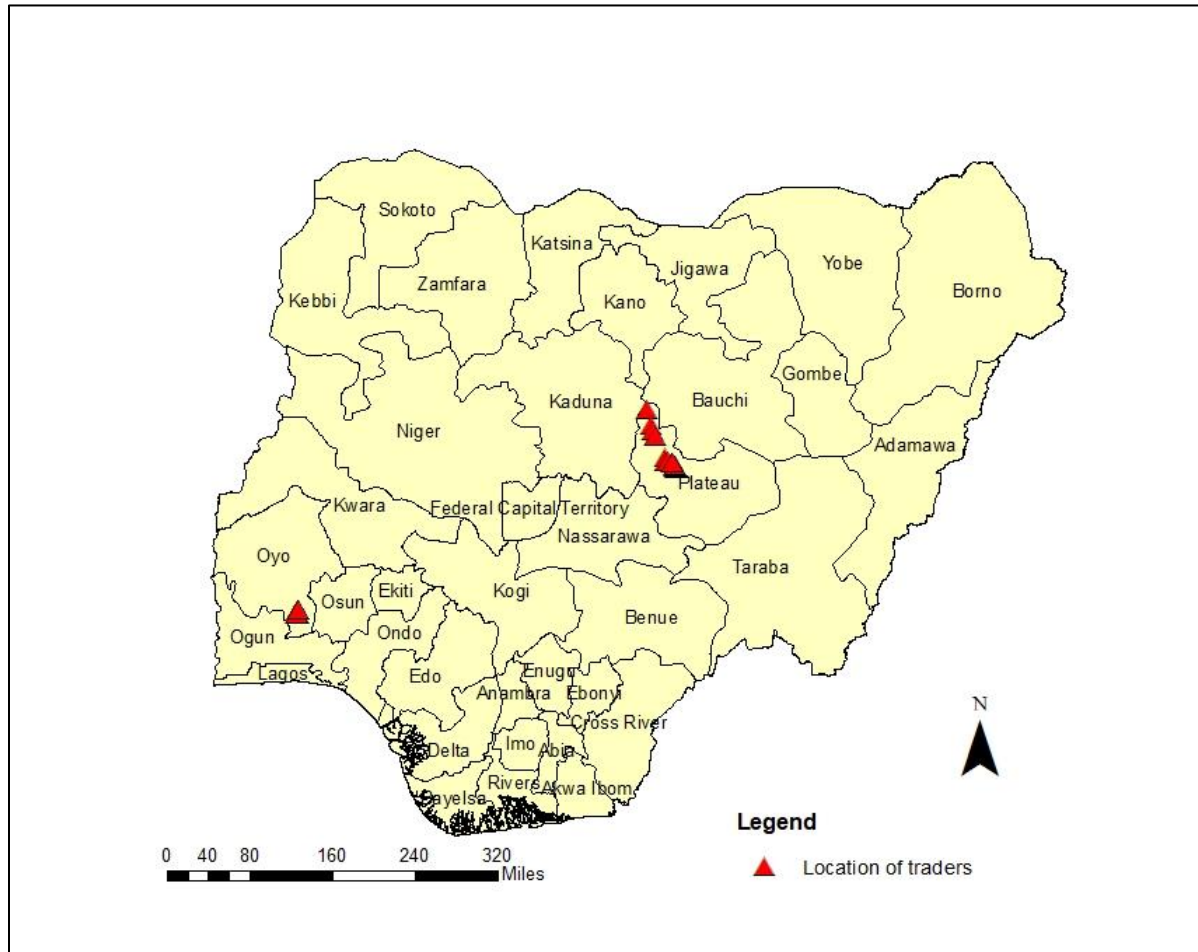 Sokoto
Katsina
Yobe
Jigawa
Zamfara
Borno
Kebbi
Kano
Gombe
Kaduna
Bauchi
Niger
Adamawa
Plateau
Kwara
Federal Capital Territory
Nassarawa
Oyo
Taraba
Ekiti
Kogi
Osun
Benue
Ogun
Ondo
Lagos
Edo
Enugu
Anambra
Ebonyi
Cross River
Delta
Imo
Abia
Rivers
Akwa Ibom
Bayelsa
N
Legend
Location of traders
0 40 80 160 240 320
Miles